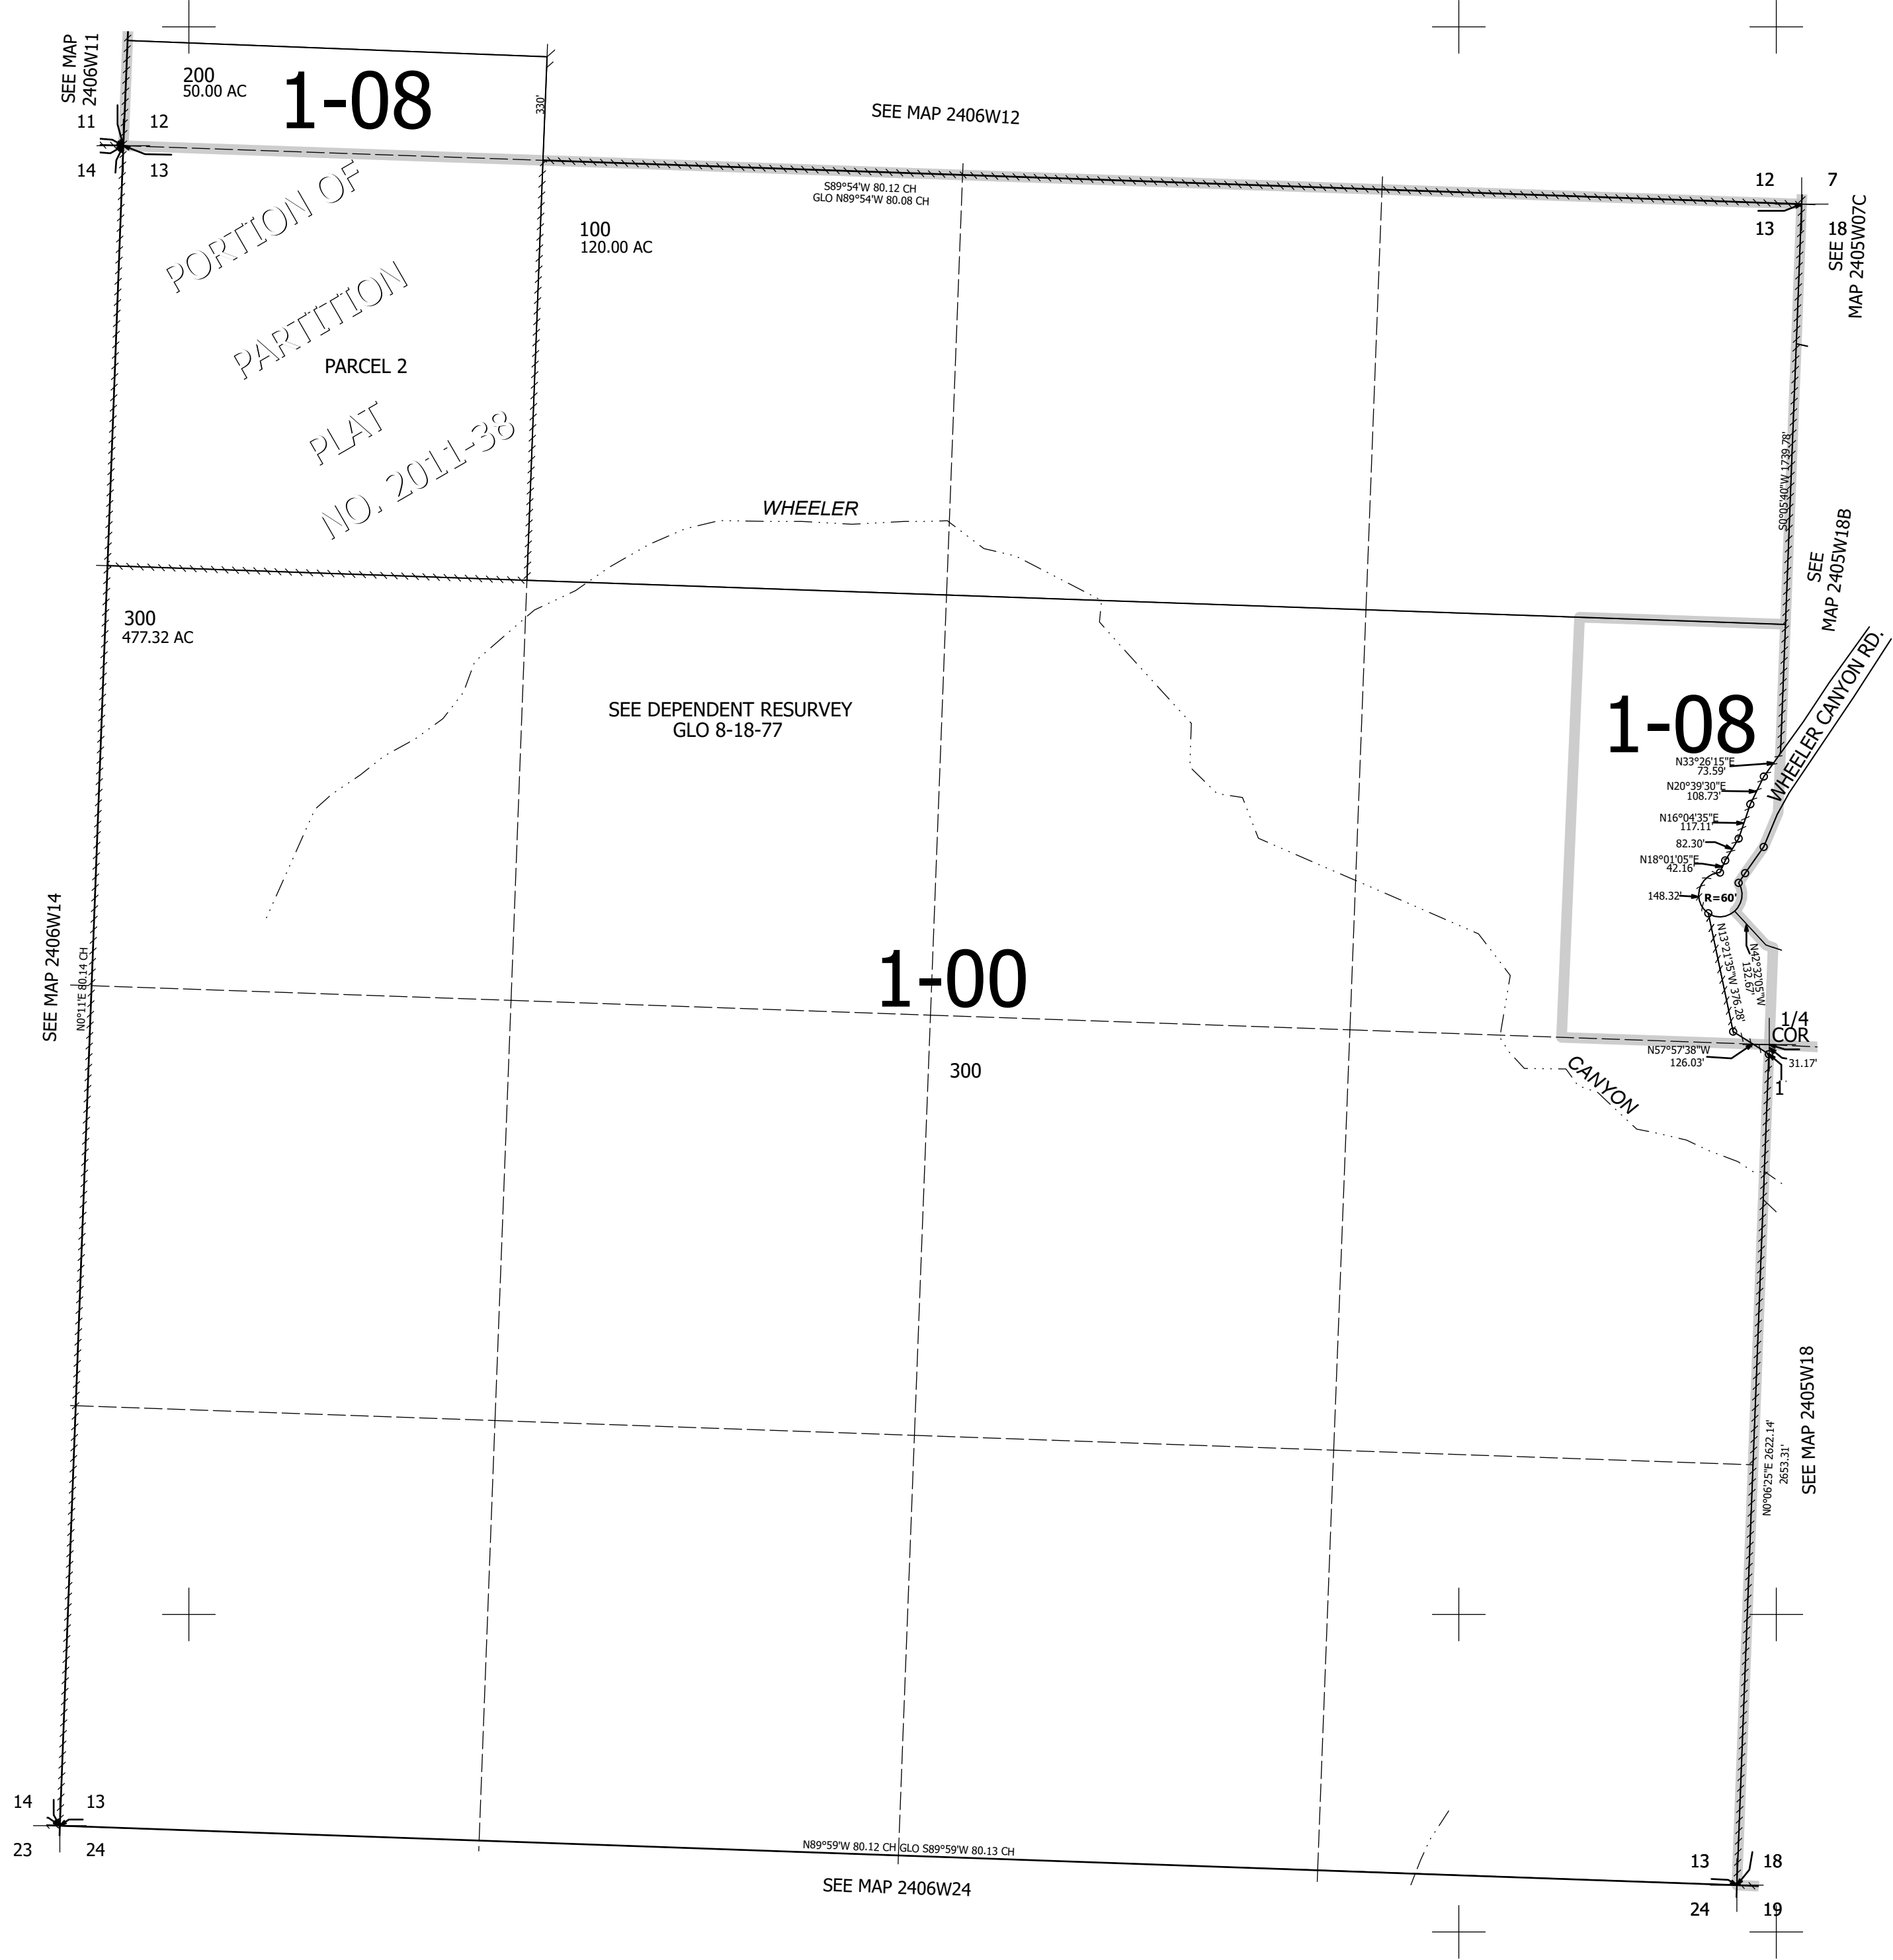 SEE MAP
2406W11
200
50.00 AC
1-08
330'
SEE MAP 2406W12
11
12
14
13
S89°54'W 80.12 CH
GLO N89°54'W 80.08 CH
12
7
13
18
SEE
MAP 2405W07C
100
120.00 AC
PORTION OF
PARTITION
PARCEL 2
PLAT
NO. 2011-38
S0°05'40"W 1739.78'
WHEELER
SEE
MAP 2405W18B
300
477.32 AC
SEE DEPENDENT RESURVEY
GLO 8-18-77
1-08
WHEELER CANYON RD.
N33°26'15"E
73.59'
N20°39'30"E
108.73'
N16°04'35"E
117.11'
82.30'
N18°01'05"E
42.16'
148.32'
R=60'
N13°21'35"W 376.28'
N42°32'05"W
132.67'
SEE MAP 2406W14
N0°11'E 80.14 CH
1-00
1/4
COR
N57°57'38"W
126.03'
31.17'
1
300
CANYON
SEE MAP 2405W18
N0°06'25"E 2622.14'
2653.31'
14
13
23
24
N89°59'W 80.12 CH GLO S89°59'W 80.13 CH
SEE MAP 2406W24
13
18
24
19